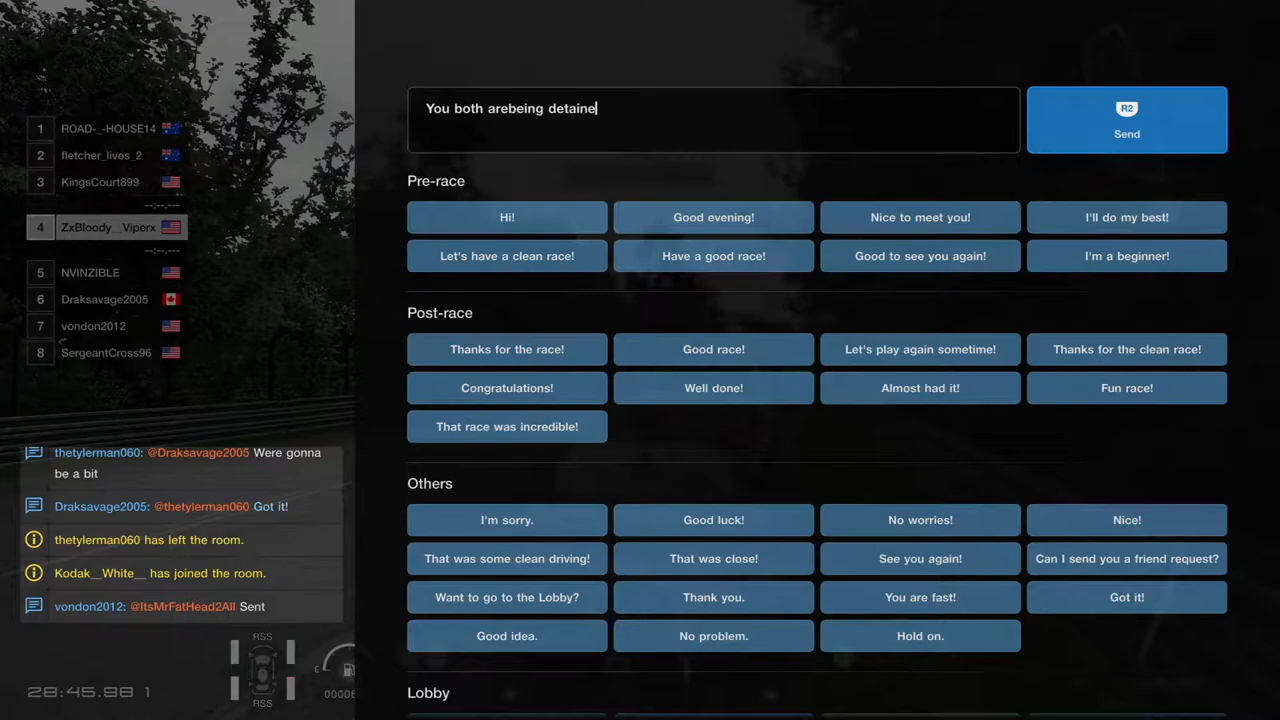 You both arebeing detaine
R2
Send
1 ROAD-_-HOUSE14
2 fletcher_lives_2
3 KingsCourt899
--:--.---
4 ZxBloody__Viperx
--:--.---
5 NVINZIBLE
6 Draksavage2005
7 vondon2012
8 SergeantCross96
Pre-race
Hi! Good evening! Nice to meet you! I'll do my best!
Let's have a clean race! Have a good race! Good to see you again! I'm a beginner!
Post-race
Thanks for the race! Good race! Let's play again sometime! Thanks for the clean race!
Congratulations! Well done! Almost had it! Fun race!
That race was incredible!
Others
I'm sorry. Good luck! No worries! Nice!
That was some clean driving! That was close! See you again! Can I send you a friend request?
Want to go to the Lobby? Thank you. You are fast! Got it!
Good idea. No problem. Hold on.
Lobby
thetylerman060: @Draksavage2005 Were gonna
be a bit
Draksavage2005: @thetylerman060 Got it!
thetylerman060 has left the room.
Kodak__White__ has joined the room.
vondon2012: @ItsMrFatHead2All Sent
RSS
E
RSS
28:45.98 1